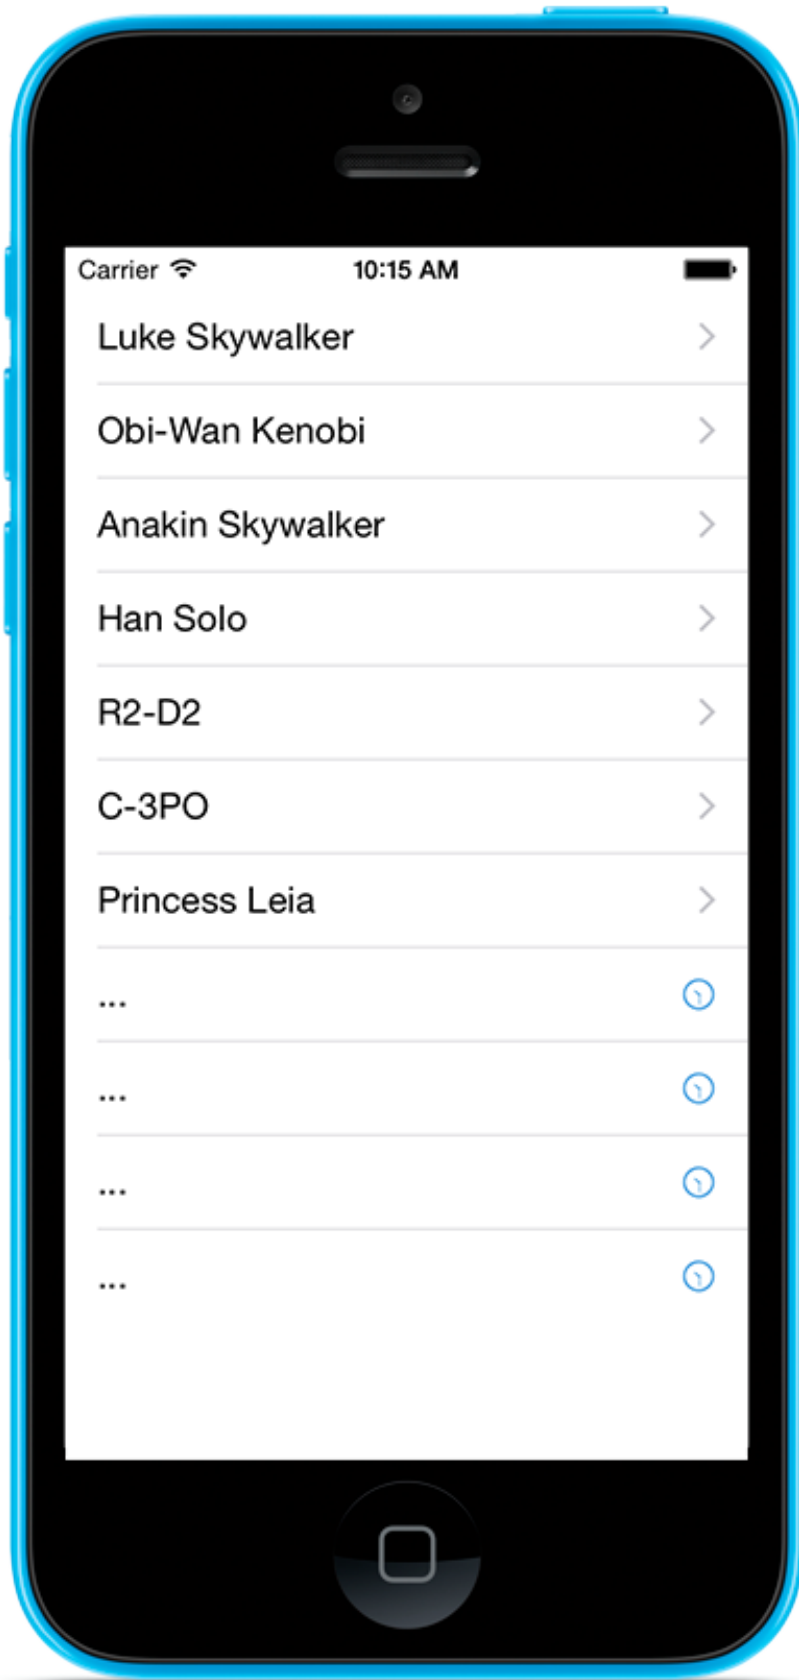 Carrier 10:15 AM
Luke Skywalker
Obi-Wan Kenobi
Anakin Skywalker
Han Solo
R2-D2
C-3PO
Princess Leia
...
...
...
...